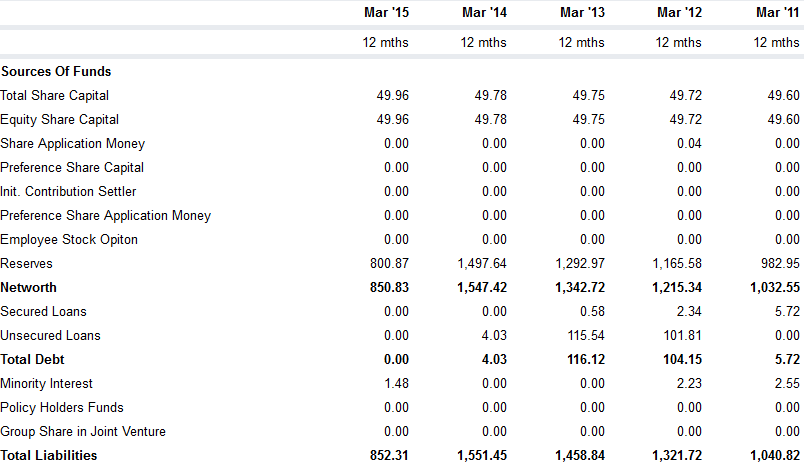 Mar '15 Mar '14 Mar '13 Mar '12 Mar '11
12 mths 12 mths 12 mths 12 mths 12 mths
Sources Of Funds
Total Share Capital 49.96 49.78 49.75 49.72 49.60
Equity Share Capital 49.96 49.78 49.75 49.72 49.60
Share Application Money 0.00 0.00 0.00 0.04 0.00
Preference Share Capital 0.00 0.00 0.00 0.00 0.00
Init. Contribution Settler 0.00 0.00 0.00 0.00 0.00
Preference Share Application Money 0.00 0.00 0.00 0.00 0.00
Employee Stock Opiton 0.00 0.00 0.00 0.00 0.00
Reserves 800.87 1,497.64 1,292.97 1,165.58 982.95
Networth 850.83 1,547.42 1,342.72 1,215.34 1,032.55
Secured Loans 0.00 0.00 0.58 2.34 5.72
Unsecured Loans 0.00 4.03 115.54 101.81 0.00
Total Debt 0.00 4.03 116.12 104.15 5.72
Minority Interest 1.48 0.00 0.00 2.23 2.55
Policy Holders Funds 0.00 0.00 0.00 0.00 0.00
Group Share in Joint Venture 0.00 0.00 0.00 0.00 0.00
Total Liabilities 852.31 1,551.45 1,458.84 1,321.72 1,040.82